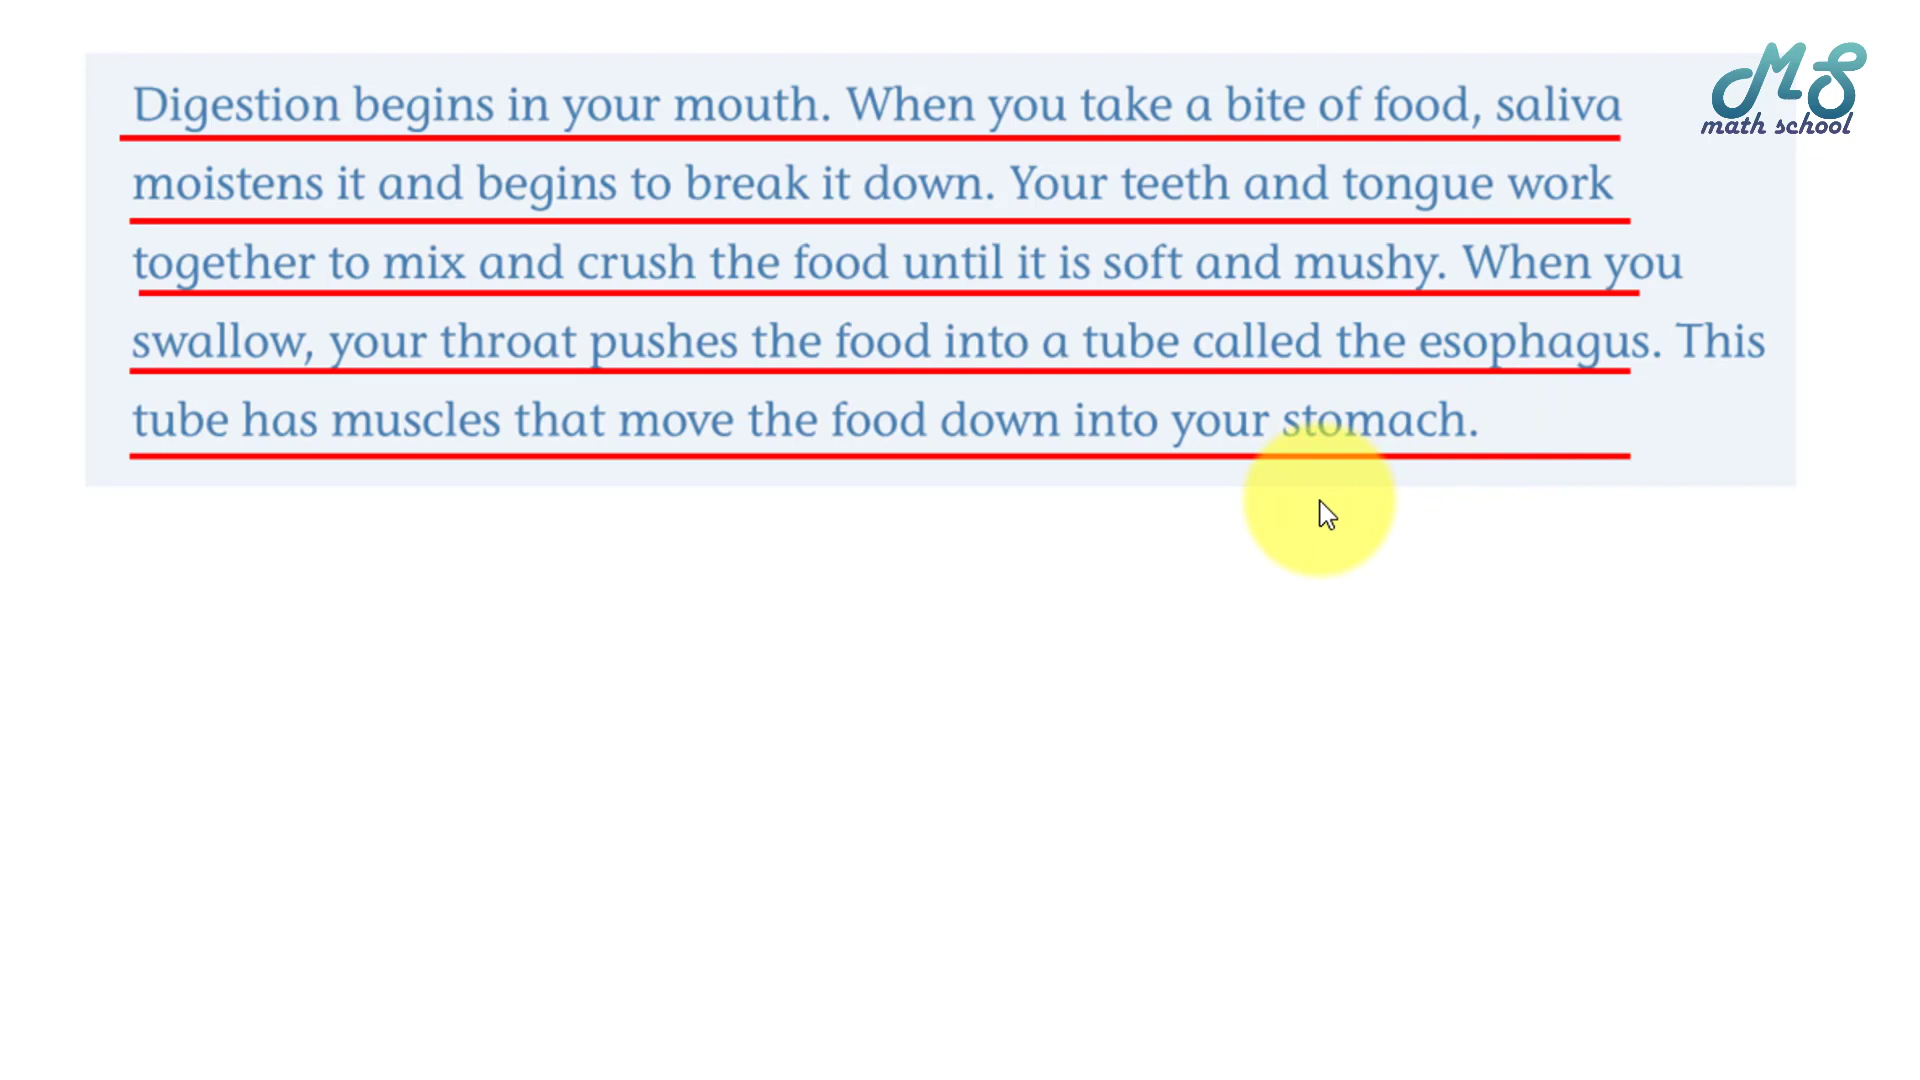 Digestion begins in your mouth. When you take a bite of food, saliva
moistens it and begins to break it down. Your teeth and tongue work
together to mix and crush the food until it is soft and mushy. When you
swallow, your throat pushes the food into a tube called the esophagus. This
tube has muscles that move the food down into your stomach.
MS
math school